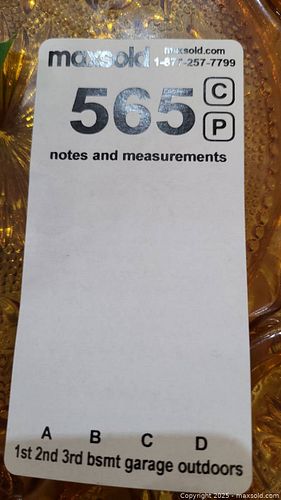 maxsold maxsold.com
1-877-257-7799
565 C
P
notes and measurements
A B C D
1st 2nd 3rd bsmt garage outdoors
Copyright 2025 - maxsold.com